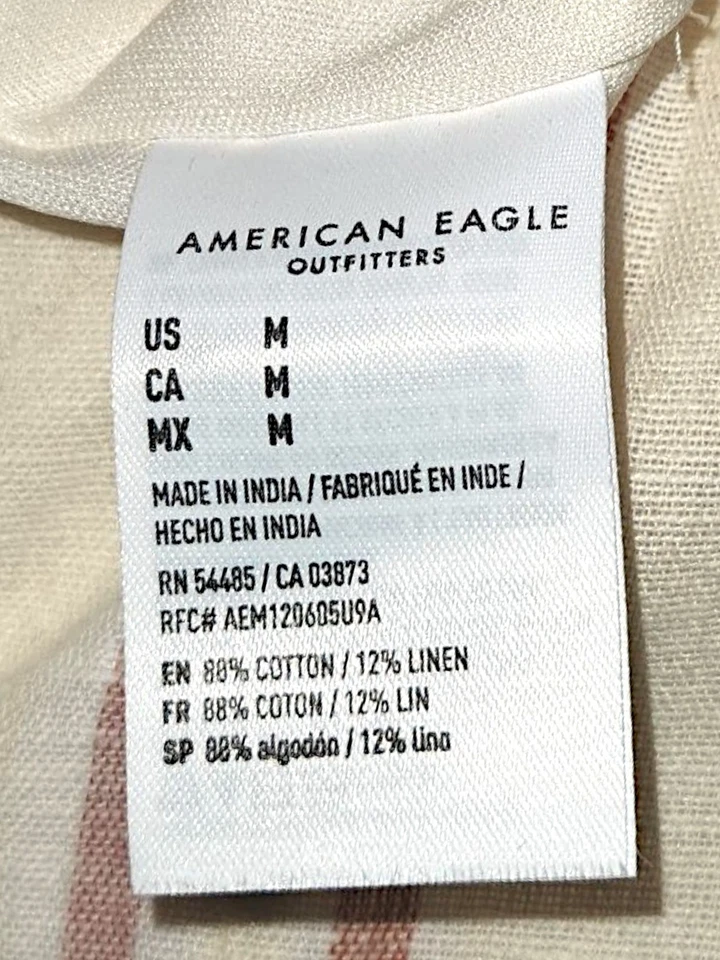 AMERICAN EAGLE
OUTFITTERS
US M
CA M
MX M
MADE IN INDIA / FABRIQUÉ EN INDE /
HECHO EN INDIA
RN 54485 / CA 03873
RFC# AEM120605U9A
EN 88% COTTON / 12% LINEN
FR 88% COTON / 12% LIN
SP 88% algodón / 12% lino